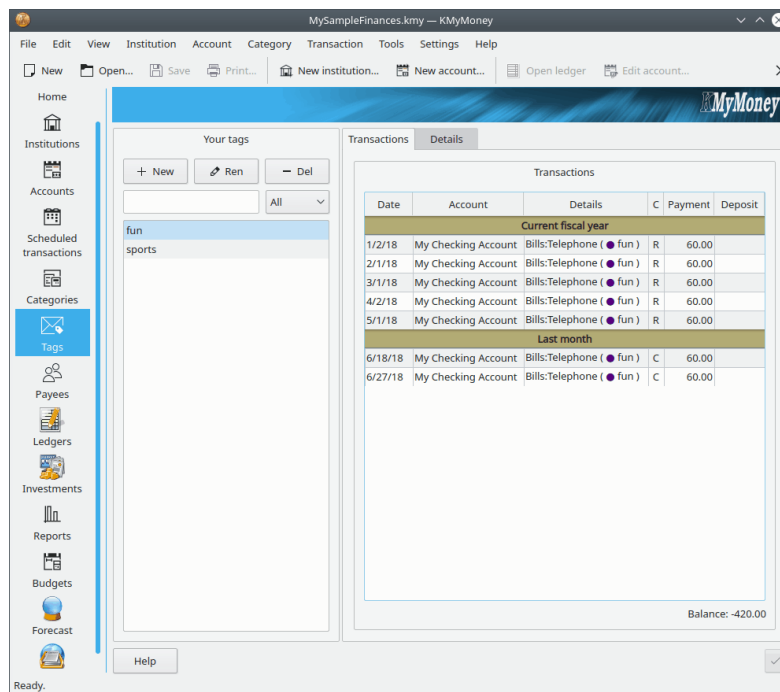 MySampleFinances.kmy — KMyMoney
File Edit View Institution Account Category Transaction Tools Settings Help
New Open... Save Print... New institution... New account... Open ledger Edit account...
KMyMoney
Home
Institutions
Accounts
Scheduled
transactions
Categories
Tags
Payees
Ledgers
Investments
Reports
Budgets
Forecast
Your tags
+ New Ren − Del
All
fun
sports
Transactions Details
Transactions
Date Account Details C Payment Deposit
Current fiscal year
1/2/18 My Checking Account Bills:Telephone ( ● fun ) R 60.00
2/1/18 My Checking Account Bills:Telephone ( ● fun ) R 60.00
3/1/18 My Checking Account Bills:Telephone ( ● fun ) R 60.00
4/2/18 My Checking Account Bills:Telephone ( ● fun ) R 60.00
5/1/18 My Checking Account Bills:Telephone ( ● fun ) R 60.00
Last month
6/18/18 My Checking Account Bills:Telephone ( ● fun ) C 60.00
6/27/18 My Checking Account Bills:Telephone ( ● fun ) C 60.00
Balance: -420.00
Help
Ready.